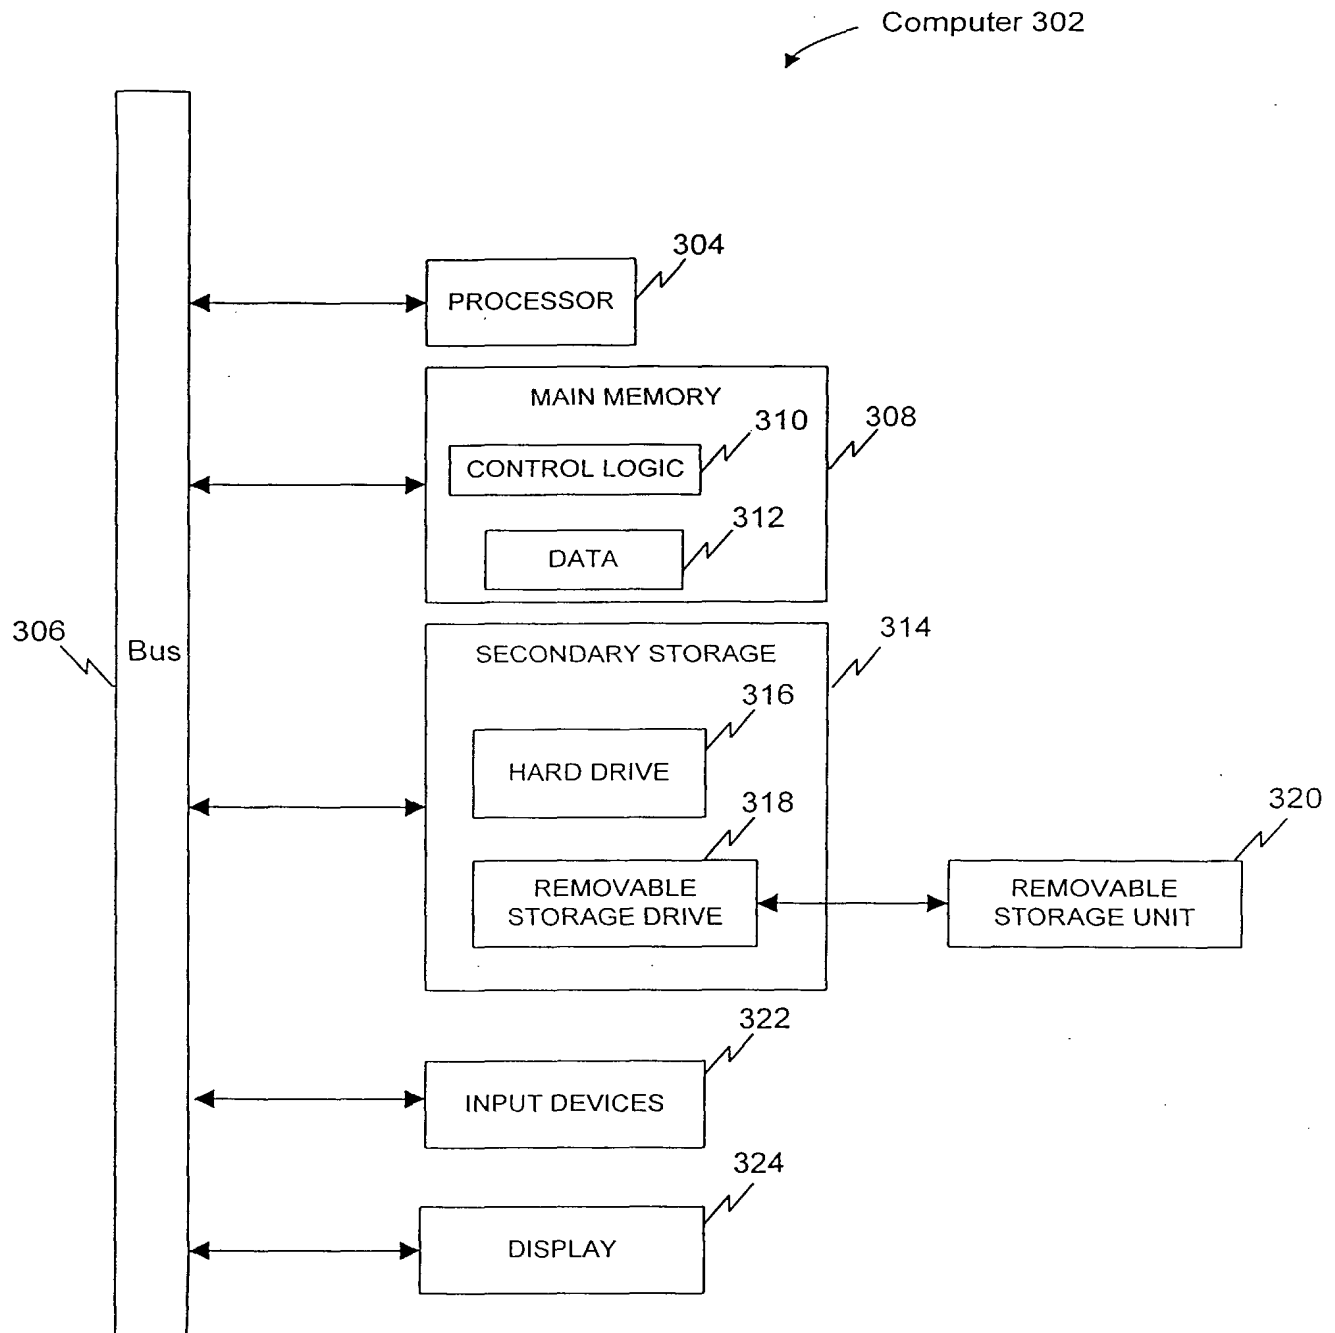 Computer 302
304
PROCESSOR
MAIN MEMORY
310
308
CONTROL LOGIC
312
DATA
306
Bus
314
SECONDARY STORAGE
316
HARD DRIVE
318
320
REMOVABLE
STORAGE DRIVE
REMOVABLE
STORAGE UNIT
322
INPUT DEVICES
324
DISPLAY